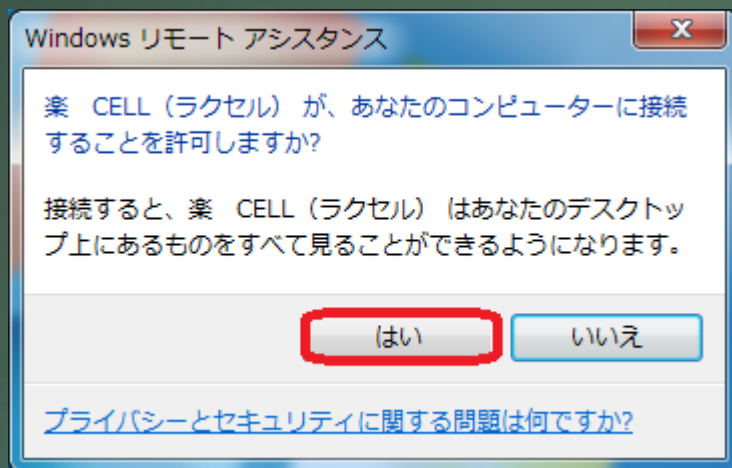 Windows リモート アシスタンス
楽　CELL（ラクセル） が、あなたのコンピューターに接続
することを許可しますか?
接続すると、楽　CELL（ラクセル） はあなたのデスクトッ
プ上にあるものをすべて見ることができるようになります。
はい
いいえ
プライバシーとセキュリティに関する問題は何ですか?